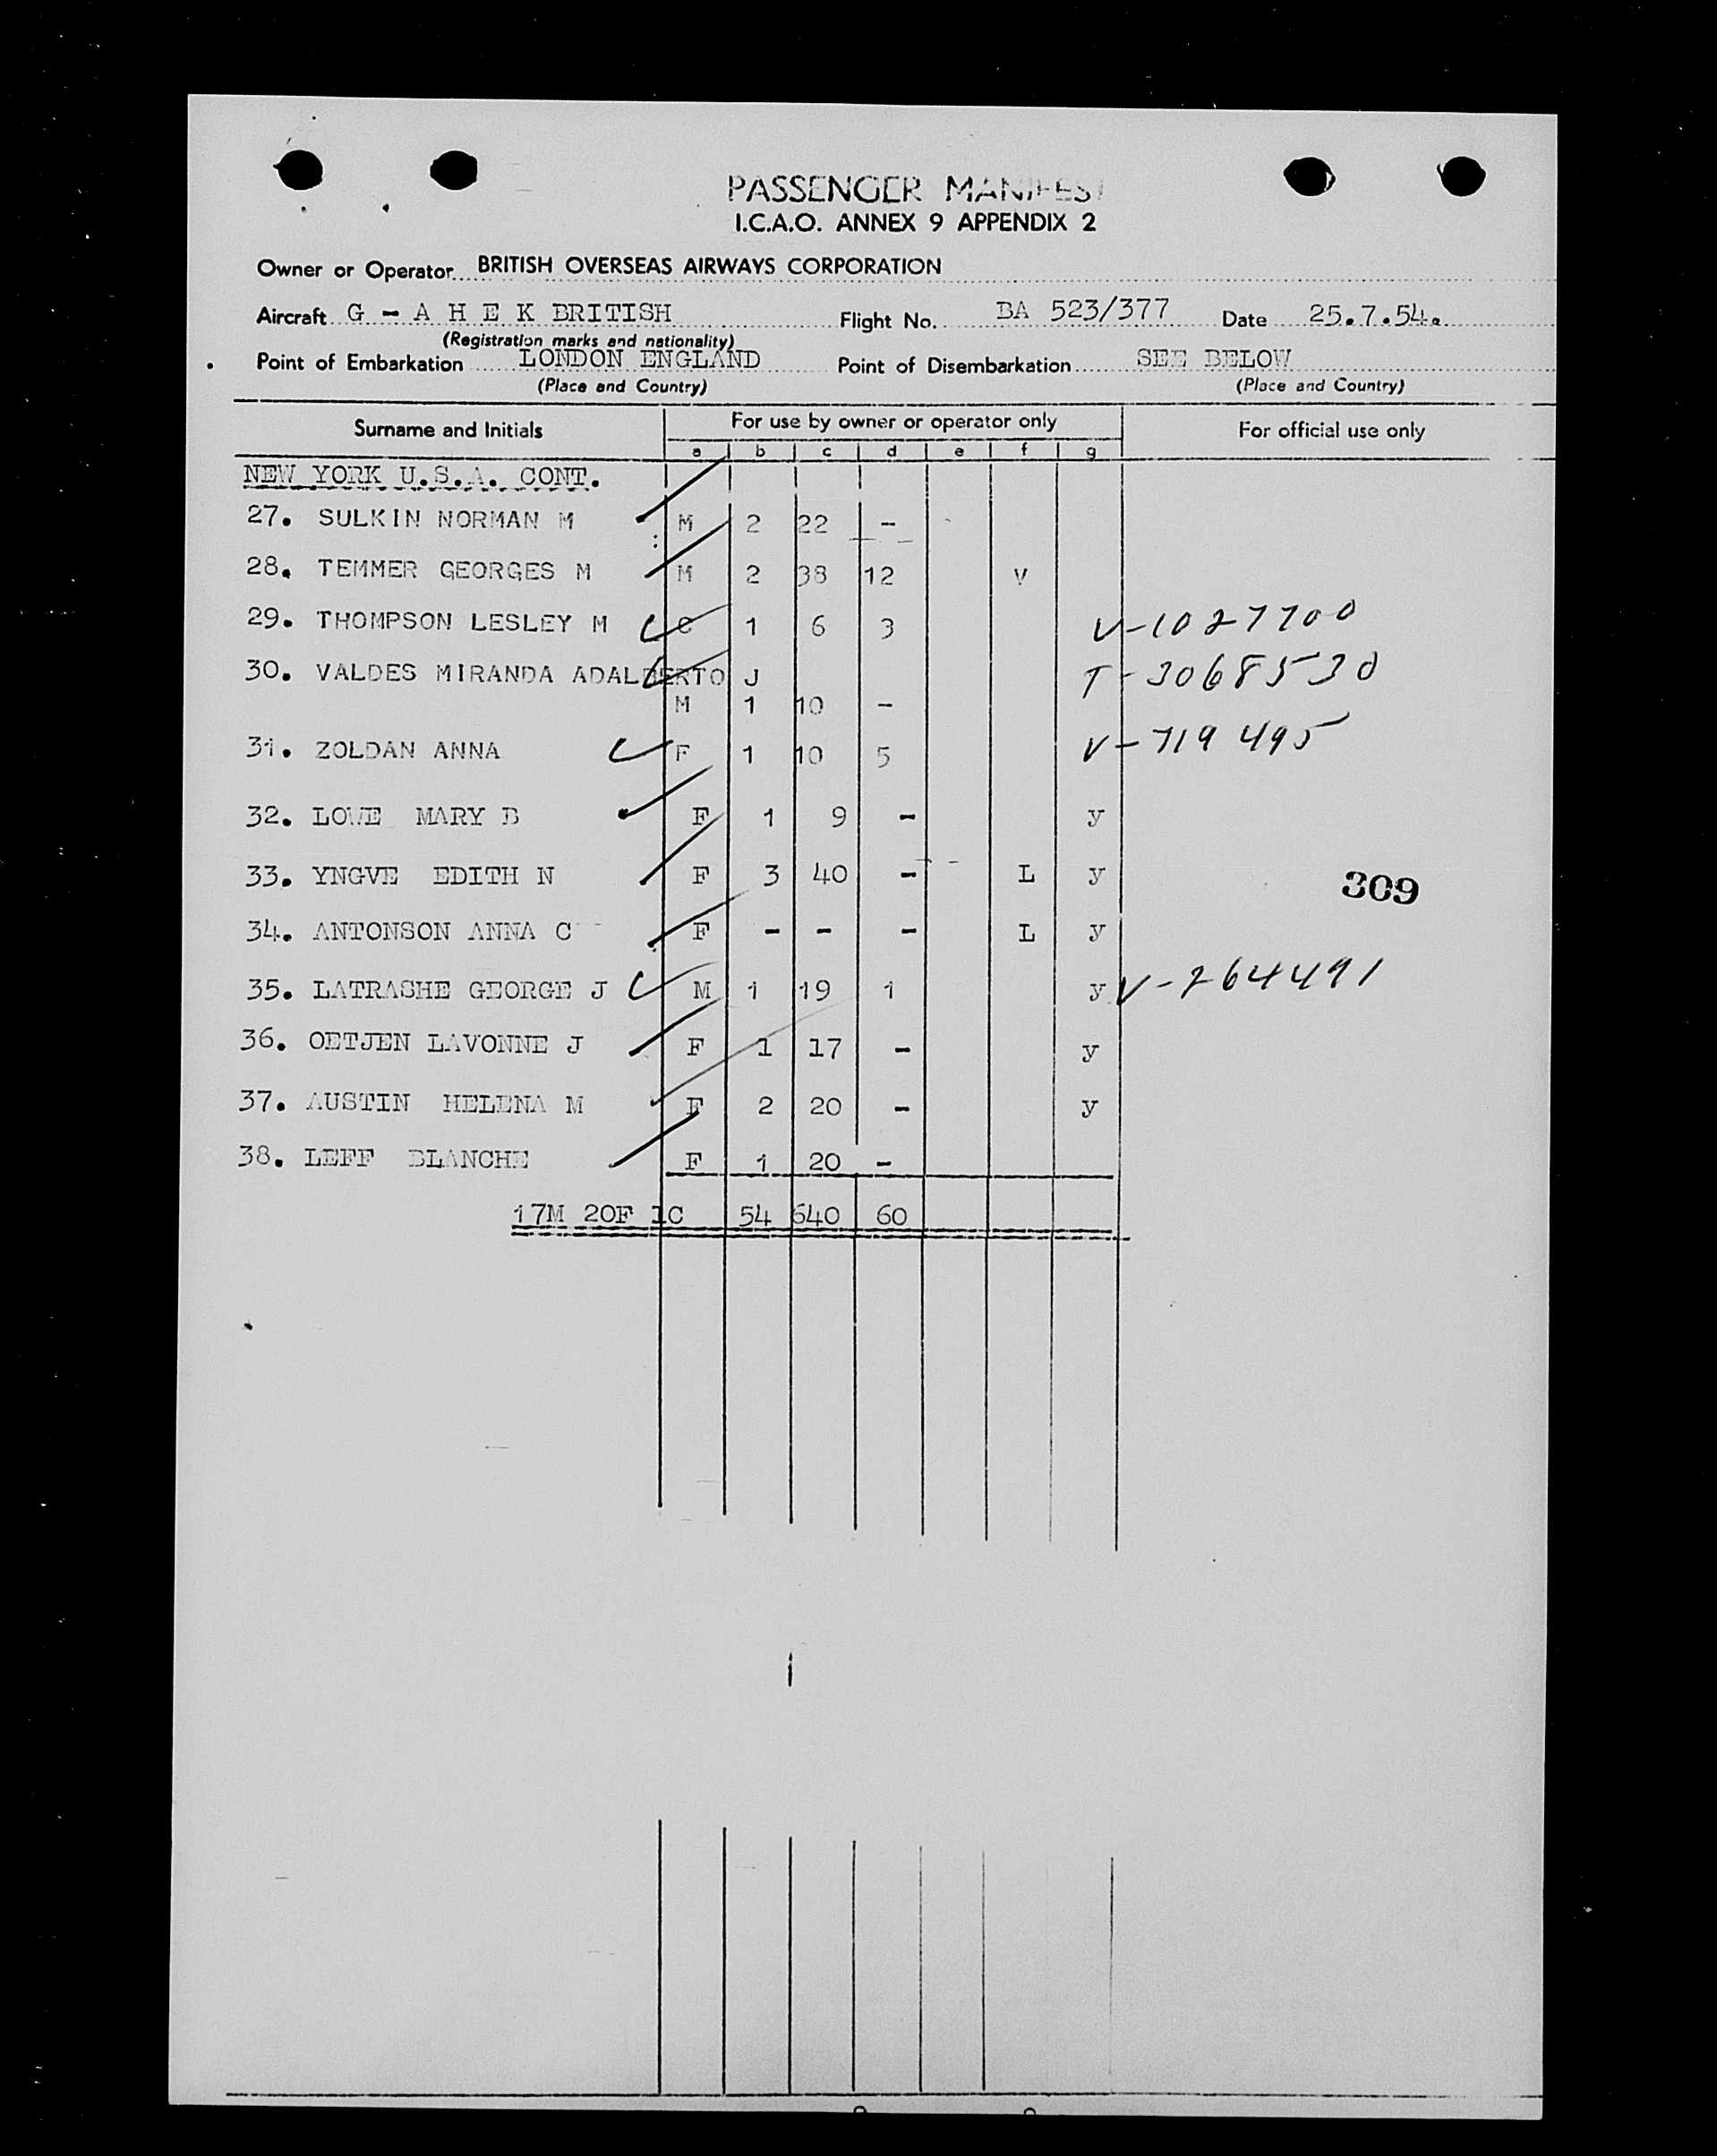 PASSENGER MANIFEST
I.C.A.O. ANNEX 9 APPENDIX 2
Owner or Operator BRITISH OVERSEAS AIRWAYS CORPORATION
Aircraft G - A H E K BRITISH Flight No. BA 523/377 Date 25.7.54.
(Registration marks and nationality)
Point of Embarkation LONDON ENGLAND Point of Disembarkation SEE BELOW
(Place and Country) (Place and Country)
Surname and Initials For use by owner or operator only For official use only
a b c d e f g
NEW YORK U.S.A. CONT.
27. SULKIN NORMAN M M 2 22 -
28. TEMMER GEORGES M M 2 38 12 V
29. THOMPSON LESLEY M C 1 6 3 V-1027700
30. VALDES MIRANDA ADALBERTO J T-3068530
M 1 10 -
31. ZOLDAN ANNA F 1 10 5 V-719495
32. LOWE MARY B F 1 9 - y
33. YNGVE EDITH N F 3 40 - L y
309
34. ANTONSON ANNA C F - - - L y
35. LATRASHE GEORGE J M 1 19 1 y V-264491
36. OETJEN LAVONNE J F 1 17 - y
37. AUSTIN HELENA M F 2 20 - y
38. LEFF BLANCHE F 1 20 -
17M 20F 1C 54 640 60